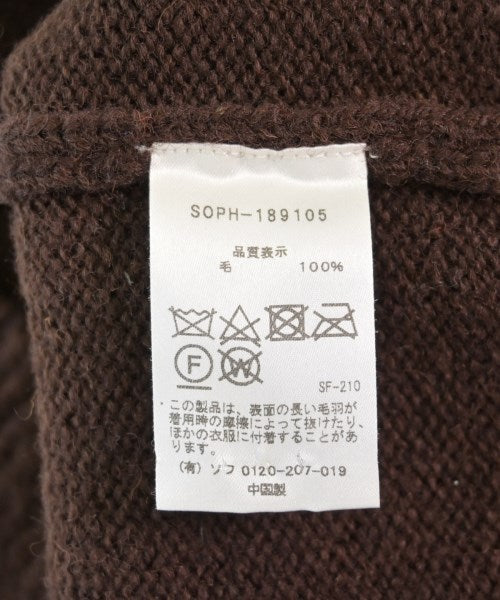 SOPH-189105
品質表示
毛 100%
F W
SF-210
・この製品は、表面の長い毛羽が
着用時の摩擦によって抜けたり、
ほかの衣服に付着することがあ
ります。
(有)ソフ 0120-207-019
中国製